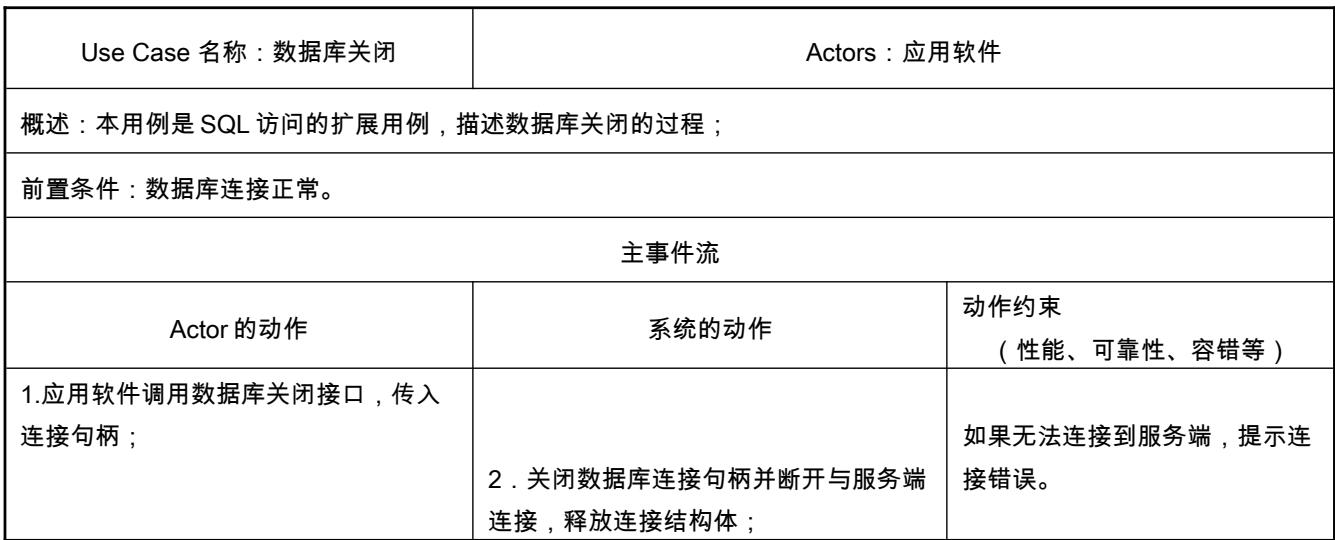 Use Case 名称：数据库关闭
Actors：应用软件
概述：本用例是 SQL 访问的扩展用例，描述数据库关闭的过程；
前置条件：数据库连接正常。
主事件流
Actor 的动作
系统的动作
动作约束
（性能、可靠性、容错等）
1.应用软件调用数据库关闭接口，传入
连接句柄；
2．关闭数据库连接句柄并断开与服务端
连接，释放连接结构体；
如果无法连接到服务端，提示连
接错误。